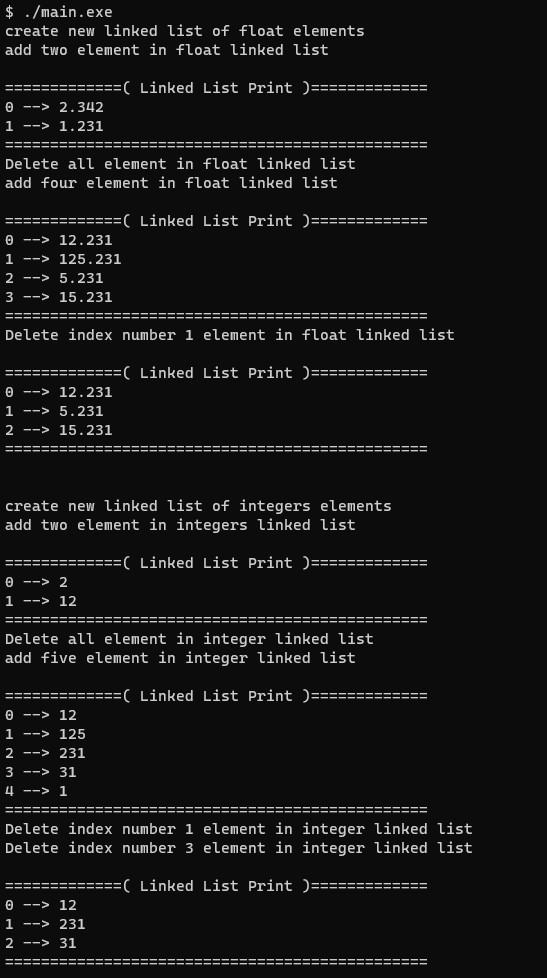 $ ./main.exe
create new linked list of float elements
add two element in float linked list
=============( Linked List Print )=============
0 --> 2.342
1 --> 1.231
===============================================
Delete all element in float linked list
add four element in float linked list
=============( Linked List Print )=============
0 --> 12.231
1 --> 125.231
2 --> 5.231
3 --> 15.231
===============================================
Delete index number 1 element in float linked list
=============( Linked List Print )=============
0 --> 12.231
1 --> 5.231
2 --> 15.231
===============================================
create new linked list of integers elements
add two element in integers linked list
=============( Linked List Print )=============
0 --> 2
1 --> 12
===============================================
Delete all element in integer linked list
add five element in integer linked list
=============( Linked List Print )=============
0 --> 12
1 --> 125
2 --> 231
3 --> 31
4 --> 1
===============================================
Delete index number 1 element in integer linked list
Delete index number 3 element in integer linked list
=============( Linked List Print )=============
0 --> 12
1 --> 231
2 --> 31
===============================================